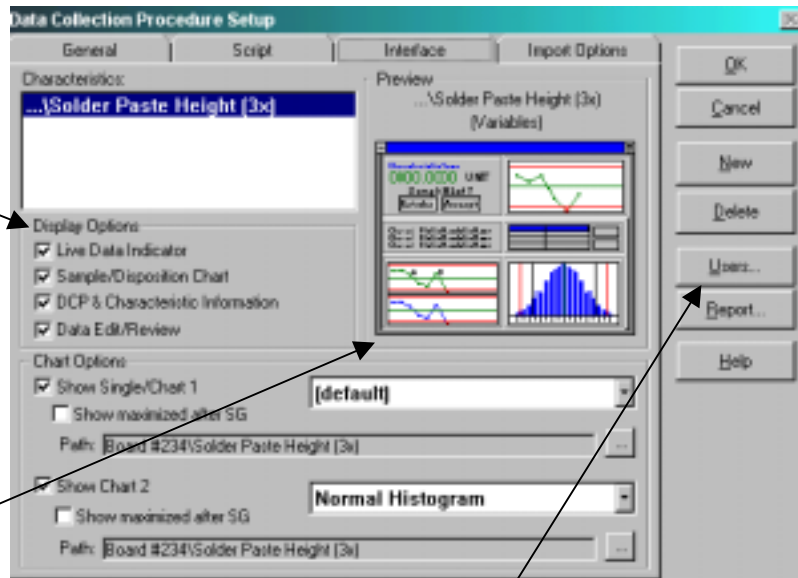 Data Collection Procedure Setup
General
Script
Interface
Import Options
Characteristics:
...\Solder Paste Height (3x)
Preview
...\Solder Paste Height (3x)
(Variables)
0000.0000 UNIT
Display Options
Live Data Indicator
Sample/Disposition Chart
DCP & Characteristic Information
Data Edit/Review
Chart Options
Show Single/Chart 1
[default]
Show maximized after SG
Path: Board #234\Solder Paste Height (3x)
...
Show Chart 2
Normal Histogram
Show maximized after SG
Path: Board #234\Solder Paste Height (3x)
...
OK
Cancel
New
Delete
Users...
Report...
Help